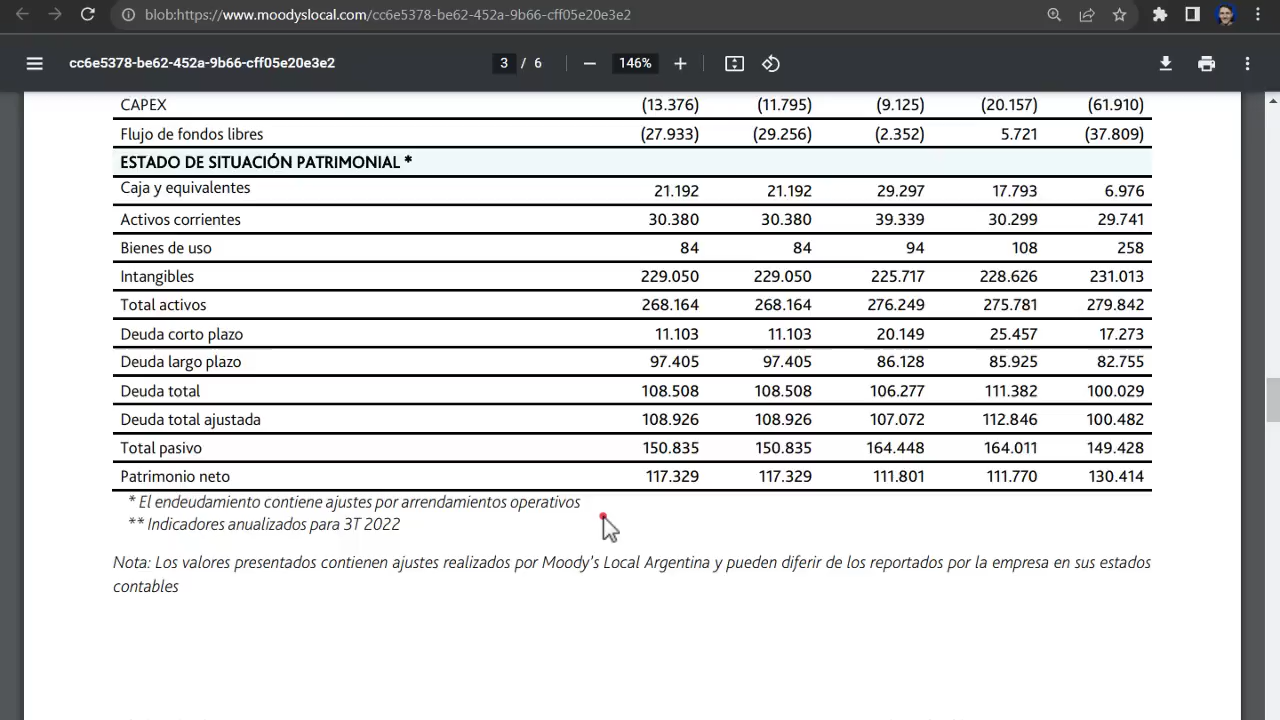 blob:https://www.moodyslocal.com/cc6e5378-be62-452a-9b66-cff05e20e3e2
cc6e5378-be62-452a-9b66-cff05e20e3e2 3 / 6 146%
CAPEX (13.376) (11.795) (9.125) (20.157) (61.910)
Flujo de fondos libres (27.933) (29.256) (2.352) 5.721 (37.809)
ESTADO DE SITUACIÓN PATRIMONIAL *
Caja y equivalentes 21.192 21.192 29.297 17.793 6.976
Activos corrientes 30.380 30.380 39.339 30.299 29.741
Bienes de uso 84 84 94 108 258
Intangibles 229.050 229.050 225.717 228.626 231.013
Total activos 268.164 268.164 276.249 275.781 279.842
Deuda corto plazo 11.103 11.103 20.149 25.457 17.273
Deuda largo plazo 97.405 97.405 86.128 85.925 82.755
Deuda total 108.508 108.508 106.277 111.382 100.029
Deuda total ajustada 108.926 108.926 107.072 112.846 100.482
Total pasivo 150.835 150.835 164.448 164.011 149.428
Patrimonio neto 117.329 117.329 111.801 111.770 130.414
* El endeudamiento contiene ajustes por arrendamientos operativos
** Indicadores anualizados para 3T 2022
Nota: Los valores presentados contienen ajustes realizados por Moody's Local Argentina y pueden diferir de los reportados por la empresa en sus estados
contables